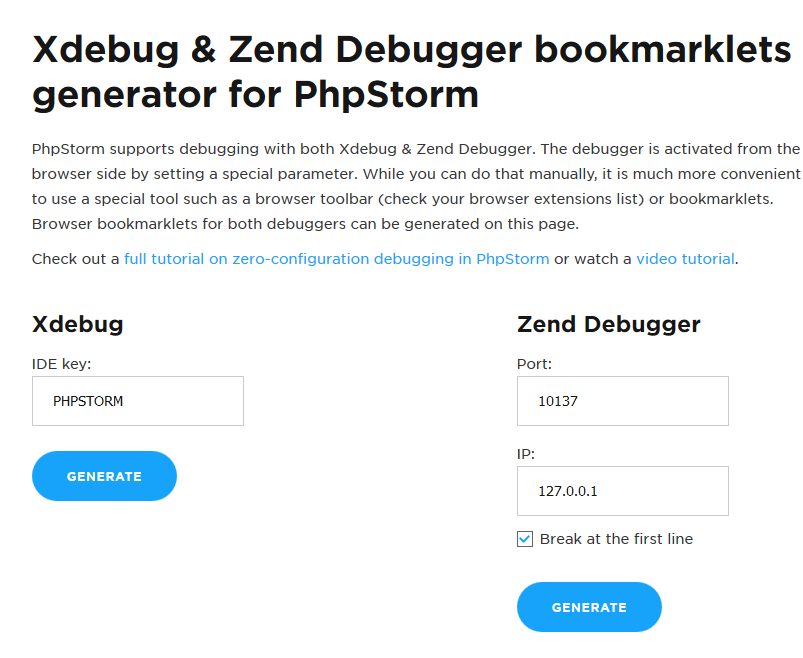 Xdebug & Zend Debugger bookmarklets
generator for PhpStorm
PhpStorm supports debugging with both Xdebug & Zend Debugger. The debugger is activated from the
browser side by setting a special parameter. While you can do that manually, it is much more convenient
to use a special tool such as a browser toolbar (check your browser extensions list) or bookmarklets.
Browser bookmarklets for both debuggers can be generated on this page.
Check out a full tutorial on zero-configuration debugging in PhpStorm or watch a video tutorial.
Xdebug
IDE key:
PHPSTORM
GENERATE
Zend Debugger
Port:
10137
IP:
127.0.0.1
Break at the first line
GENERATE